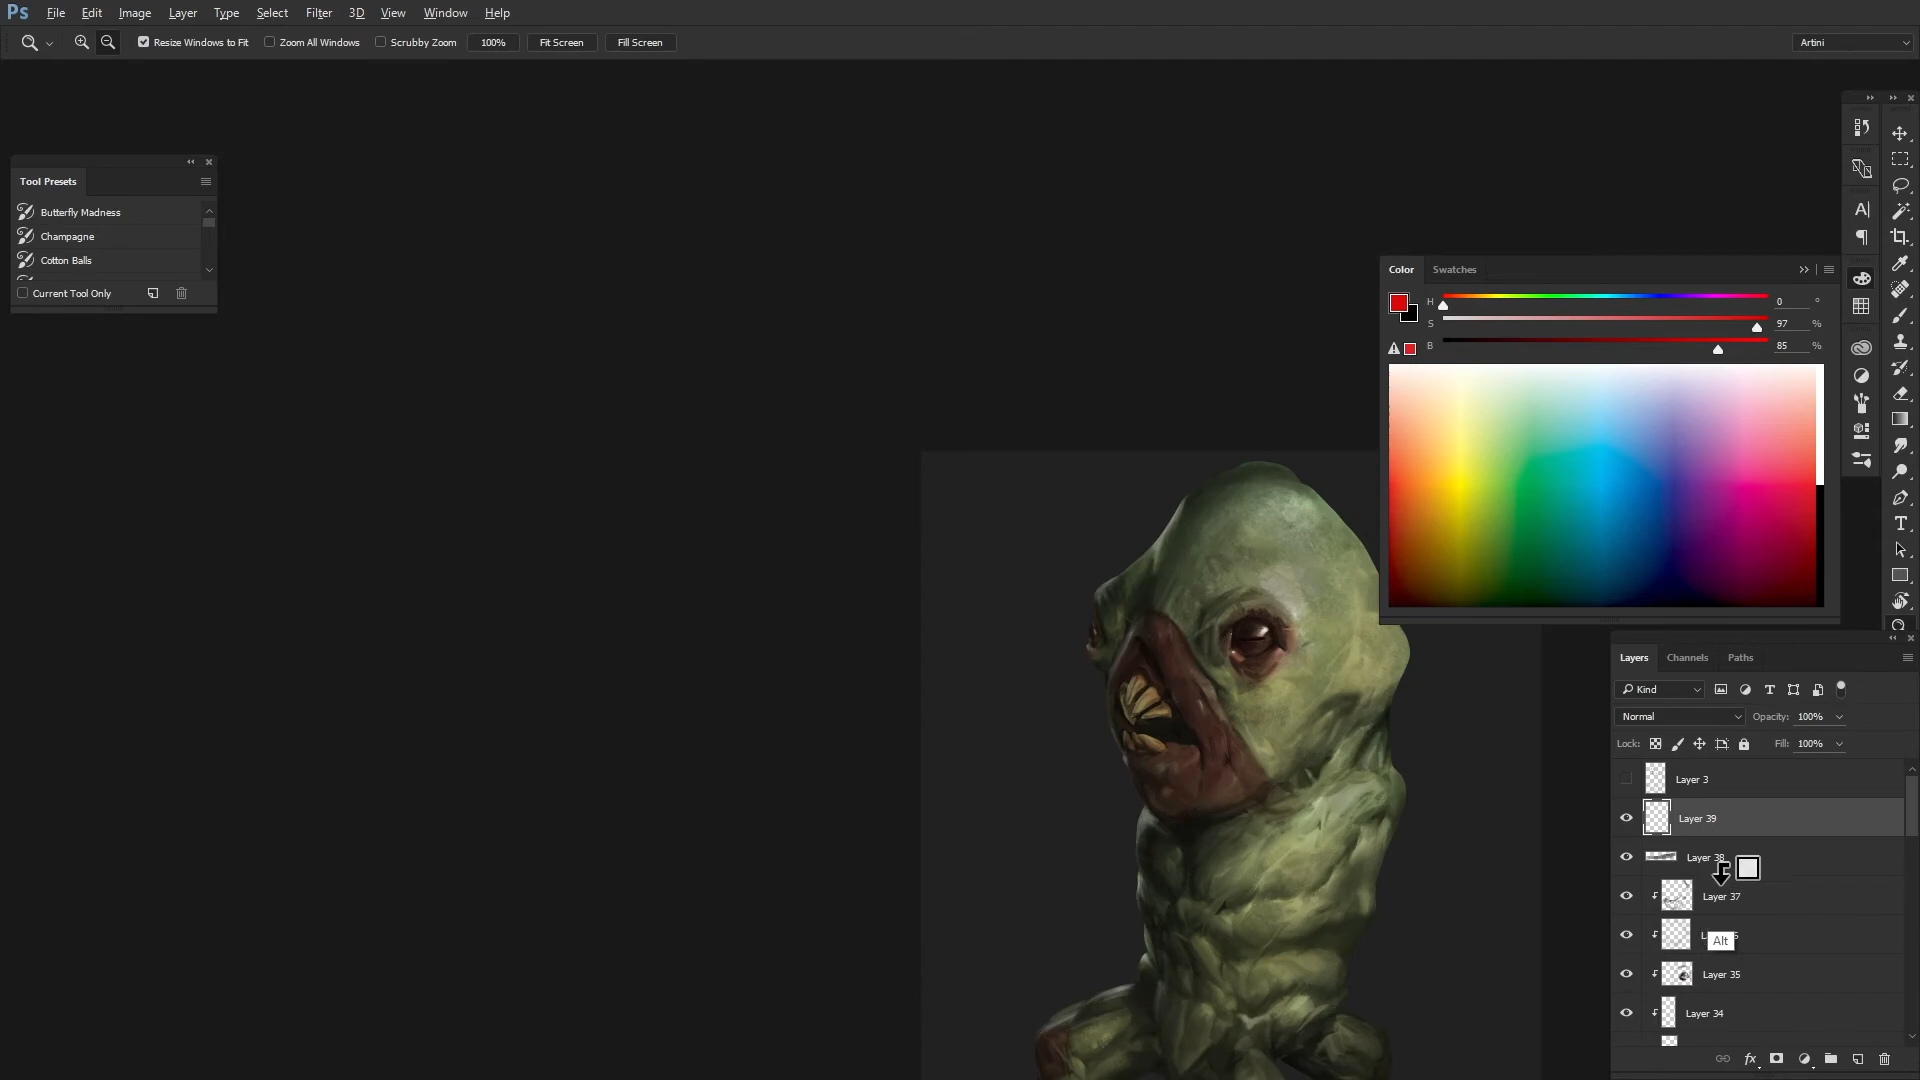 Ps File Edit Image Layer Type Select Filter 3D View Window Help
Resize Windows to Fit Zoom All Windows Scrubby Zoom 100% Fit Screen Fill Screen Artini
Tool Presets
Butterfly Madness
Champagne
Cotton Balls
Current Tool Only
Color Swatches
H 0 °
S 97 %
B 85 %
Layers Channels Paths
Kind
Normal Opacity: 100%
Lock: Fill: 100%
Layer 3
Layer 39
Layer 38
Layer 37
Alt
Layer 35
Layer 34